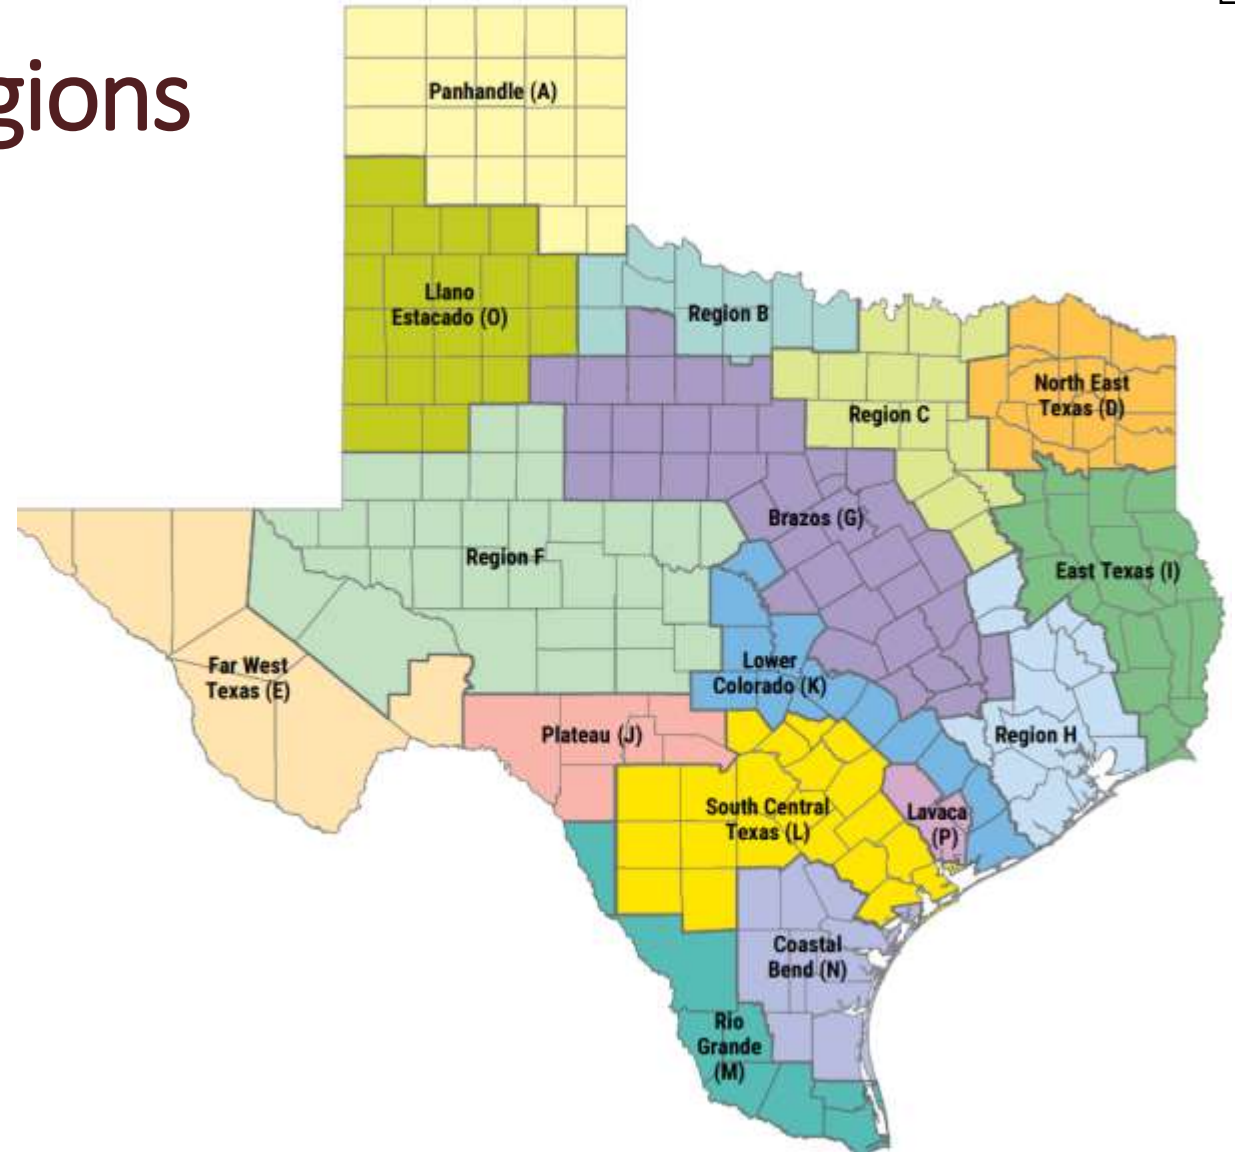 gions
Panhandle (A)
Llano
Estacado (O)
Region B
North East
Texas (D)
Region C
Brazos (G)
Region F
East Texas (I)
Far West
Texas (E)
Lower
Colorado (K)
Plateau (J)
Region H
South Central
Texas (L)
Lavaca
(P)
Coastal
Bend (N)
Rio
Grande
(M)